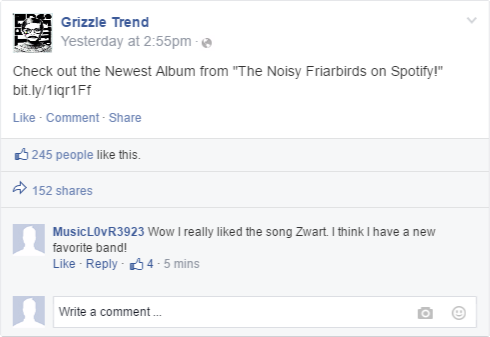 Grizzle Trend
Yesterday at 2:55pm ·
Check out the Newest Album from "The Noisy Friarbirds on Spotify!"
bit.ly/1iqr1Ff
Like · Comment · Share
245 people like this.
152 shares
MusicL0vR3923 Wow I really liked the song Zwart. I think I have a new
favorite band!
Like · Reply · 4 · 5 mins
Write a comment ...